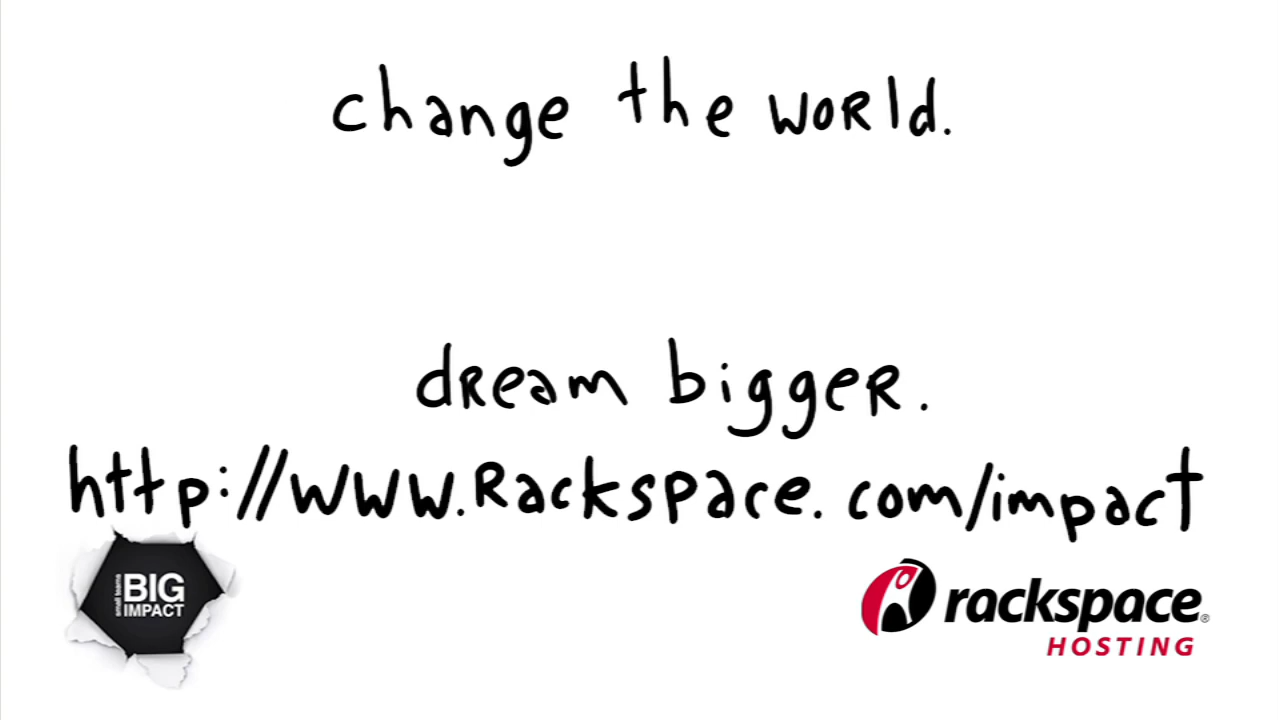 change the woRld.
dReam biggeR.
http://www.Rackspace.com/impact
small teams
BIG
IMPACT
rackspace®
HOSTING